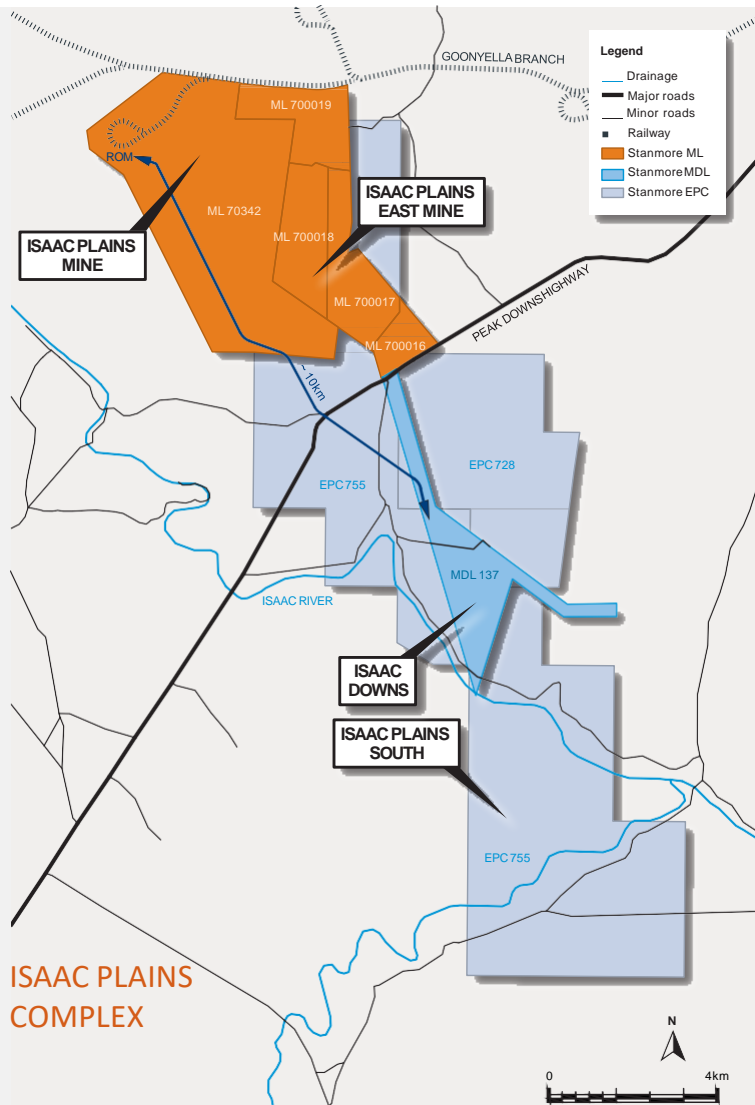 GOONYELLA BRANCH
Legend
Drainage
Major roads
Minor roads
Railway
Stanmore ML
Stanmore MDL
Stanmore EPC
ML 700019
ROM
ISAAC PLAINS
EAST MINE
ML 70342
ML 700018
ISAAC PLAINS
MINE
ML 700017
PEAK DOWNS HIGHWAY
ML 700016
~ 10km
EPC 728
EPC 755
MDL 137
ISAAC RIVER
ISAAC
DOWNS
ISAAC PLAINS
SOUTH
EPC 755
ISAAC PLAINS
COMPLEX
N
0 4km